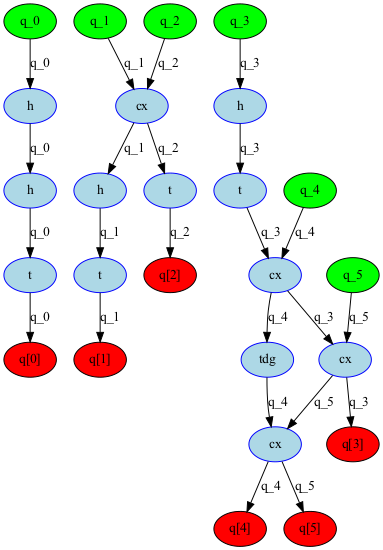 q_0 q_1 q_2 q_3
q_0 q_1 q_2 q_3
h cx h
q_0 q_1 q_2 q_3
h h t t q_4
q_0 q_1 q_2 q_3 q_4
t t q[2] cx q_5
q_0 q_1 q_4 q_3 q_5
q[0] q[1] tdg cx
q_4 q_5 q_3
cx q[3]
q_4 q_5
q[4] q[5]